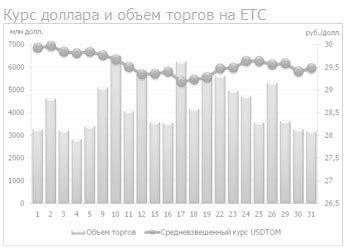 Курс доллара и объем торгов на ЕТС
млн долл. руб./долл.
7000 30
6000 29,5
5000 29
4000 28,5
3000 28
2000 27,5
1000 27
0 26,5
1 2 3 4 5 9 10 11 12 15 16 17 18 19 22 23 24 25 26 29 30 31
Объем торгов Средневзвешенный курс USDTOM